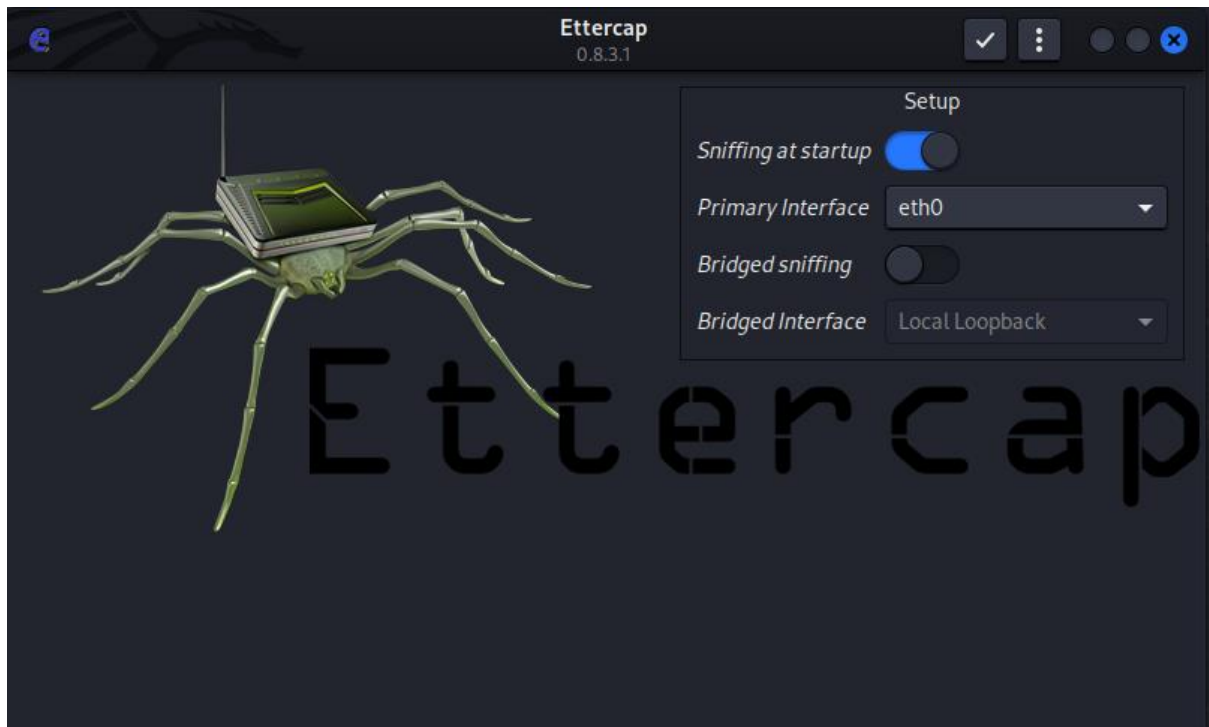 Ettercap
0.8.3.1
Setup
Sniffing at startup
Primary Interface eth0
Bridged sniffing
Bridged Interface Local Loopback
Ettercap